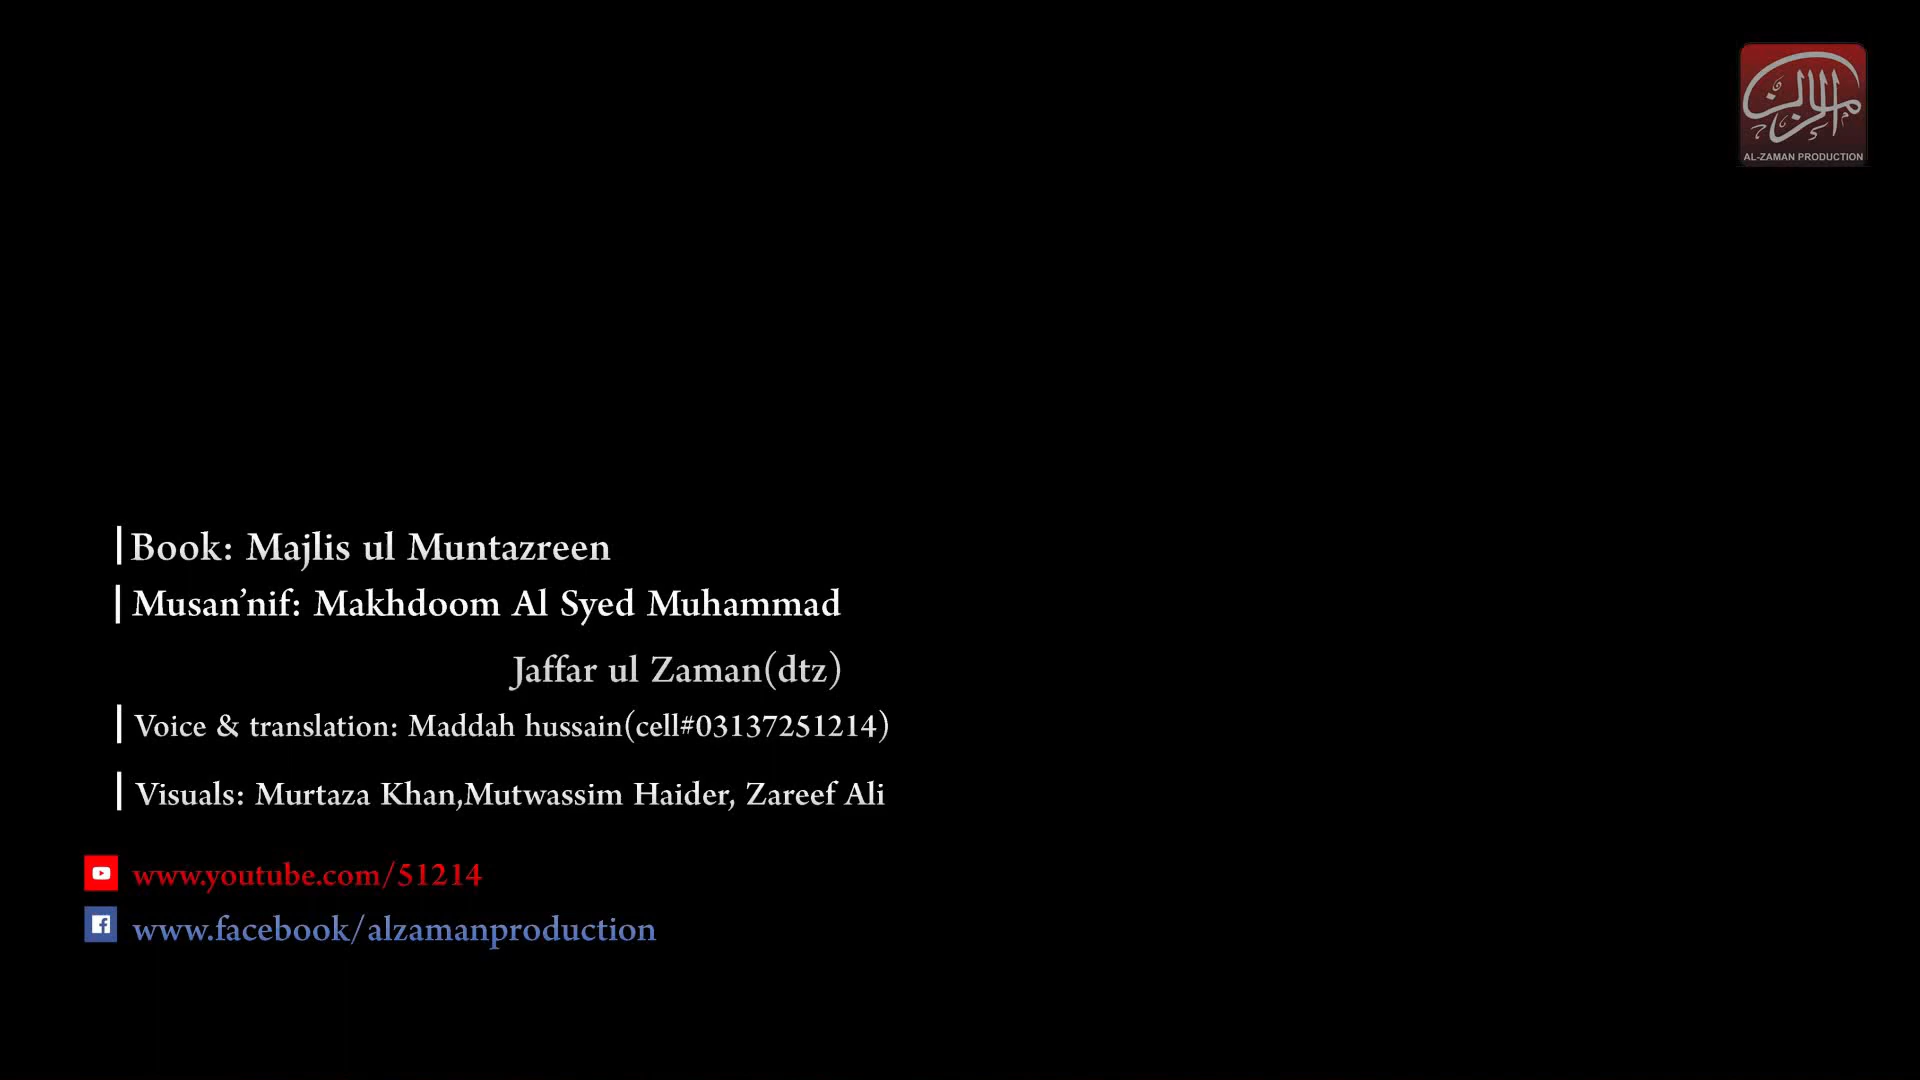 AL-ZAMAN PRODUCTION
Book: Majlis ul Muntazreen
Musan’nif: Makhdoom Al Syed Muhammad
Jaffar ul Zaman(dtz)
Voice & translation: Maddah hussain(cell#03137251214)
Visuals: Murtaza Khan,Mutwassim Haider, Zareef Ali
www.youtube.com/51214
www.facebook/alzamanproduction